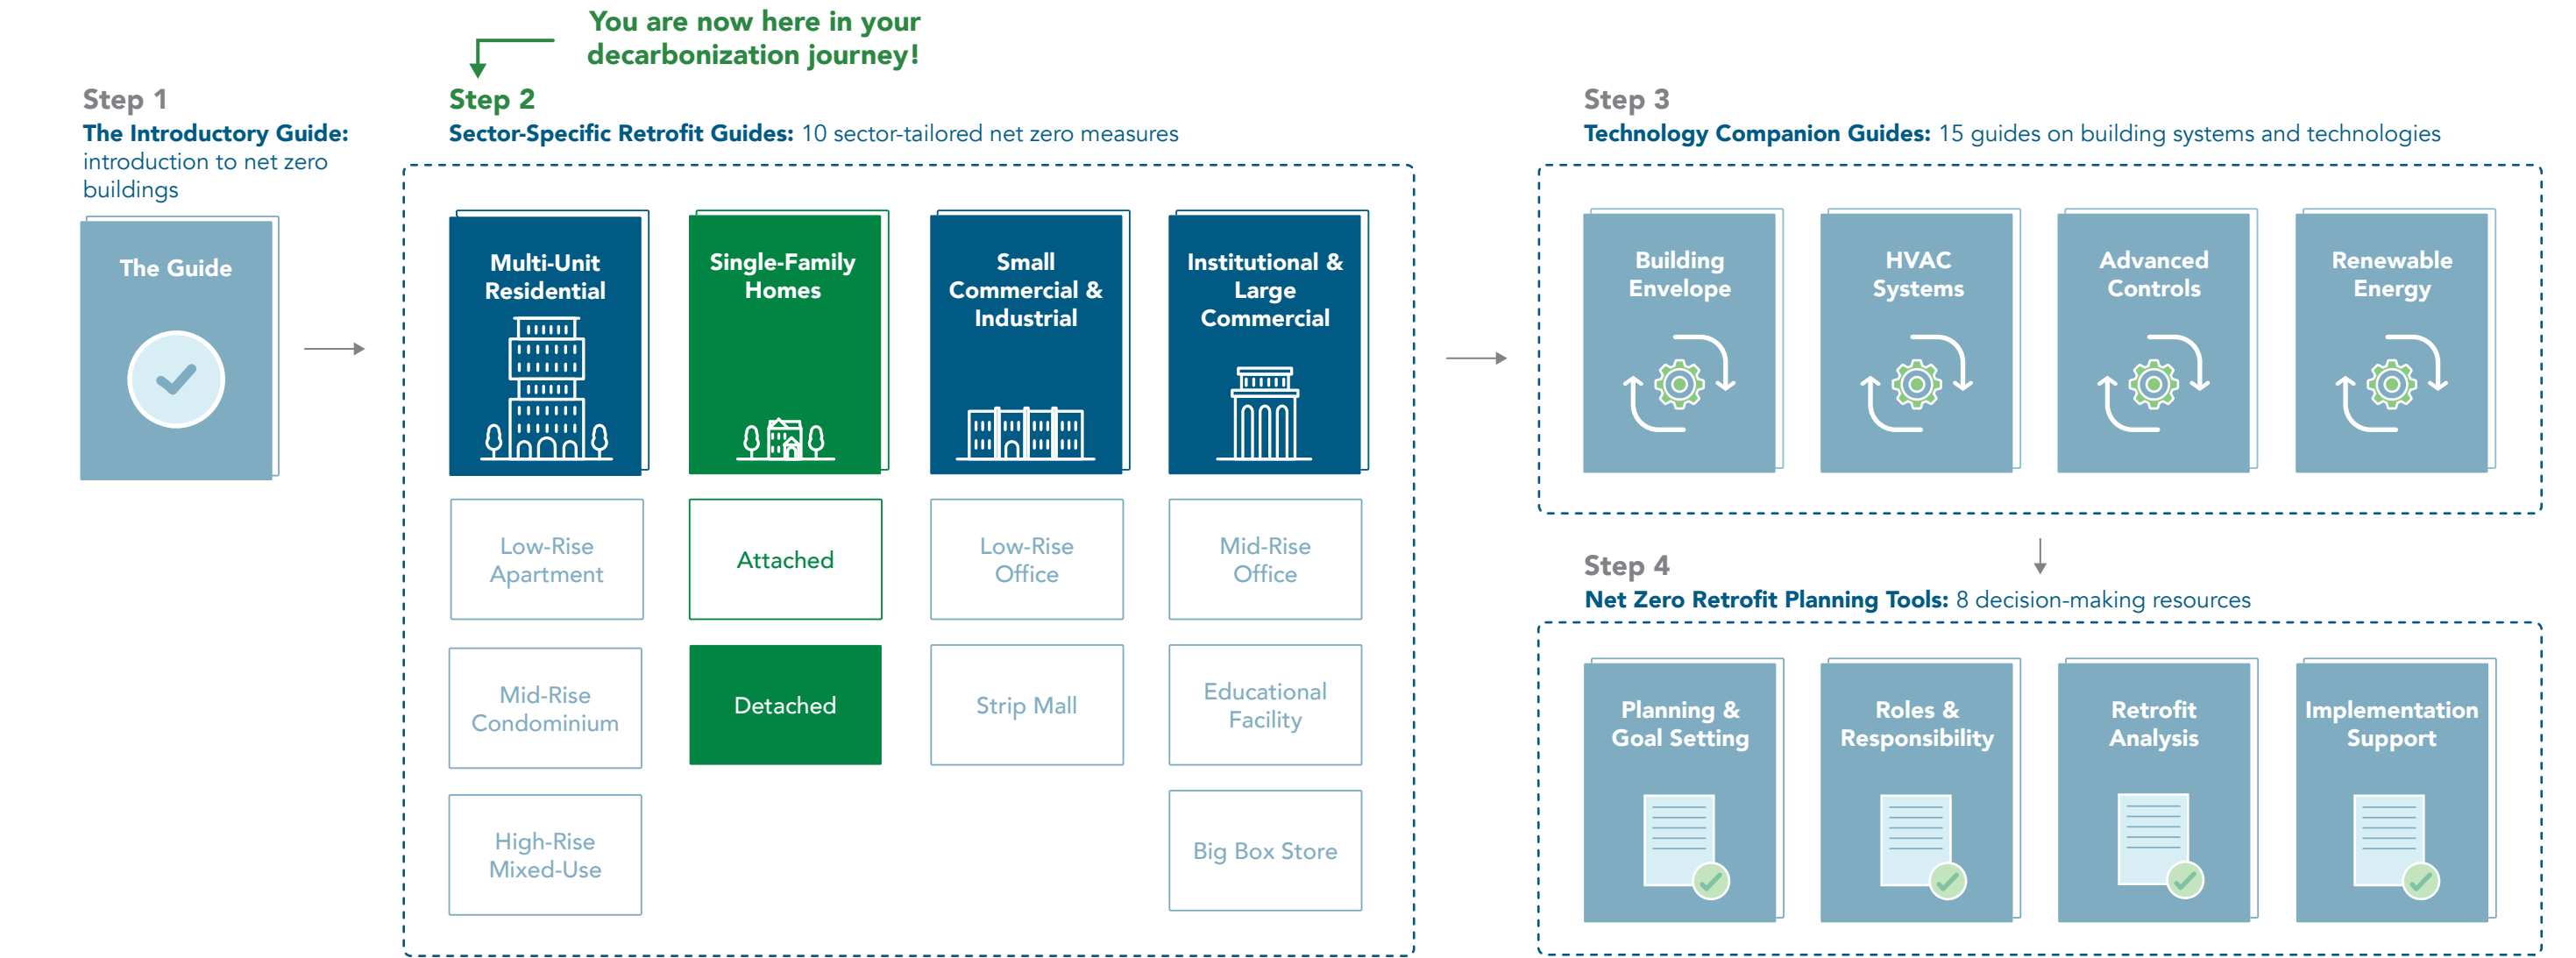 You are now here in your
decarbonization journey!
Step 1
The Introductory Guide:
introduction to net zero
buildings
The Guide
Step 2
Sector-Specific Retrofit Guides: 10 sector-tailored net zero measures
Multi-Unit
Residential
Low-Rise
Apartment
Mid-Rise
Condominium
High-Rise
Mixed-Use
Single-Family
Homes
Attached
Detached
Small
Commercial &
Industrial
Low-Rise
Office
Strip Mall
Institutional &
Large
Commercial
Mid-Rise
Office
Educational
Facility
Big Box Store
Step 3
Technology Companion Guides: 15 guides on building systems and technologies
Building
Envelope
HVAC
Systems
Advanced
Controls
Renewable
Energy
Step 4
Net Zero Retrofit Planning Tools: 8 decision-making resources
Planning &
Goal Setting
Roles &
Responsibility
Retrofit
Analysis
Implementation
Support